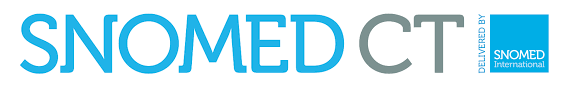 SNOMED CT
DELIVERED BY
SNOMED
International